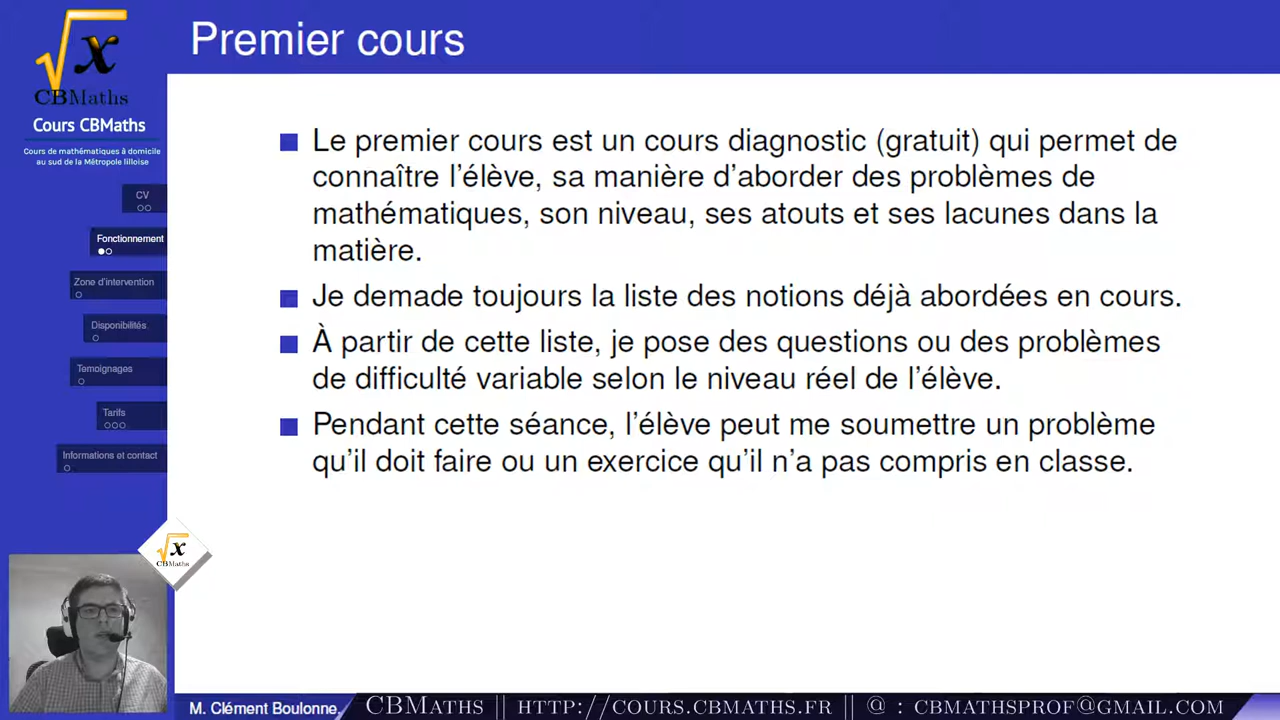 Premier cours
√x
CBMaths
Cours CBMaths
Cours de mathématiques à domicile
au sud de la Métropole lilloise
CV
Fonctionnement
Zone d'intervention
Disponibilités
Temoignages
Tarifs
Informations et contact
Le premier cours est un cours diagnostic (gratuit) qui permet de
connaître l'élève, sa manière d'aborder des problèmes de
mathématiques, son niveau, ses atouts et ses lacunes dans la
matière.
Je demade toujours la liste des notions déjà abordées en cours.
À partir de cette liste, je pose des questions ou des problèmes
de difficulté variable selon le niveau réel de l'élève.
Pendant cette séance, l'élève peut me soumettre un problème
qu'il doit faire ou un exercice qu'il n'a pas compris en classe.
√x
CBMaths
M. Clément Boulonne,
CBMATHS || HTTP://COURS.CBMATHS.FR || @ : CBMATHSPROF@GMAIL.COM